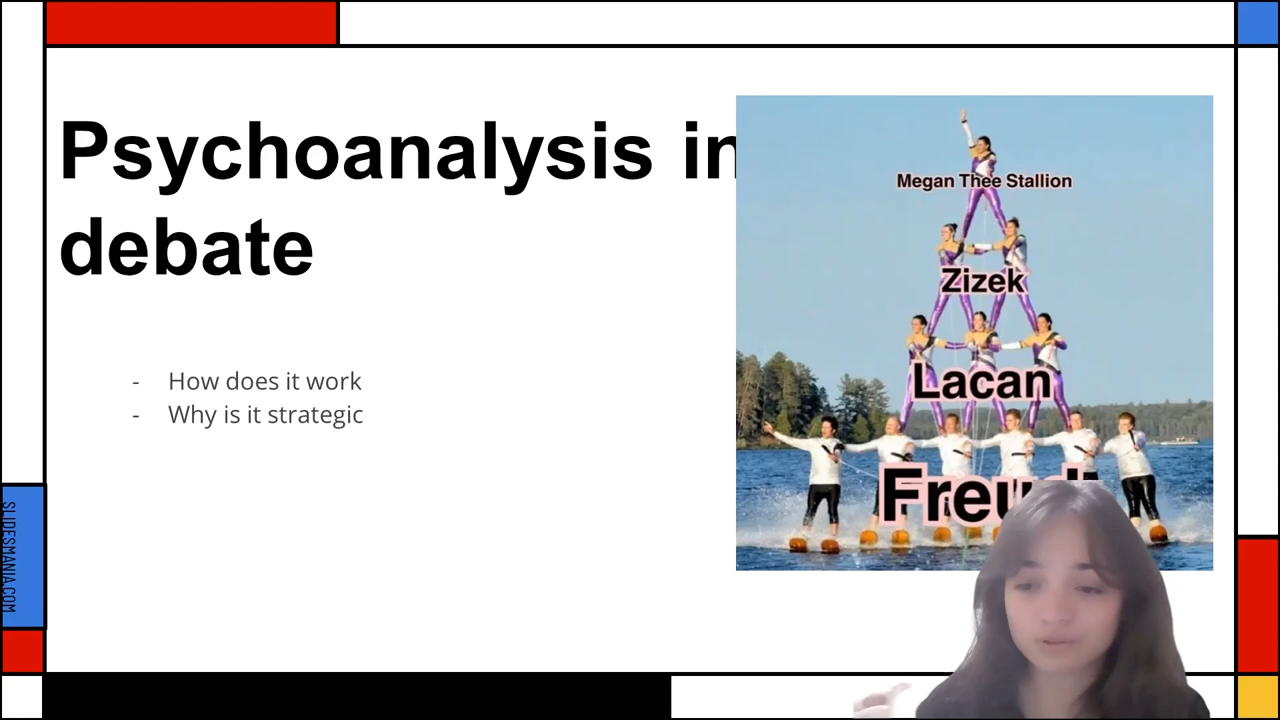 Psychoanalysis in
debate
- How does it work
- Why is it strategic
Megan Thee Stallion
Zizek
Lacan
Freud
SLIDESMANIA.COM